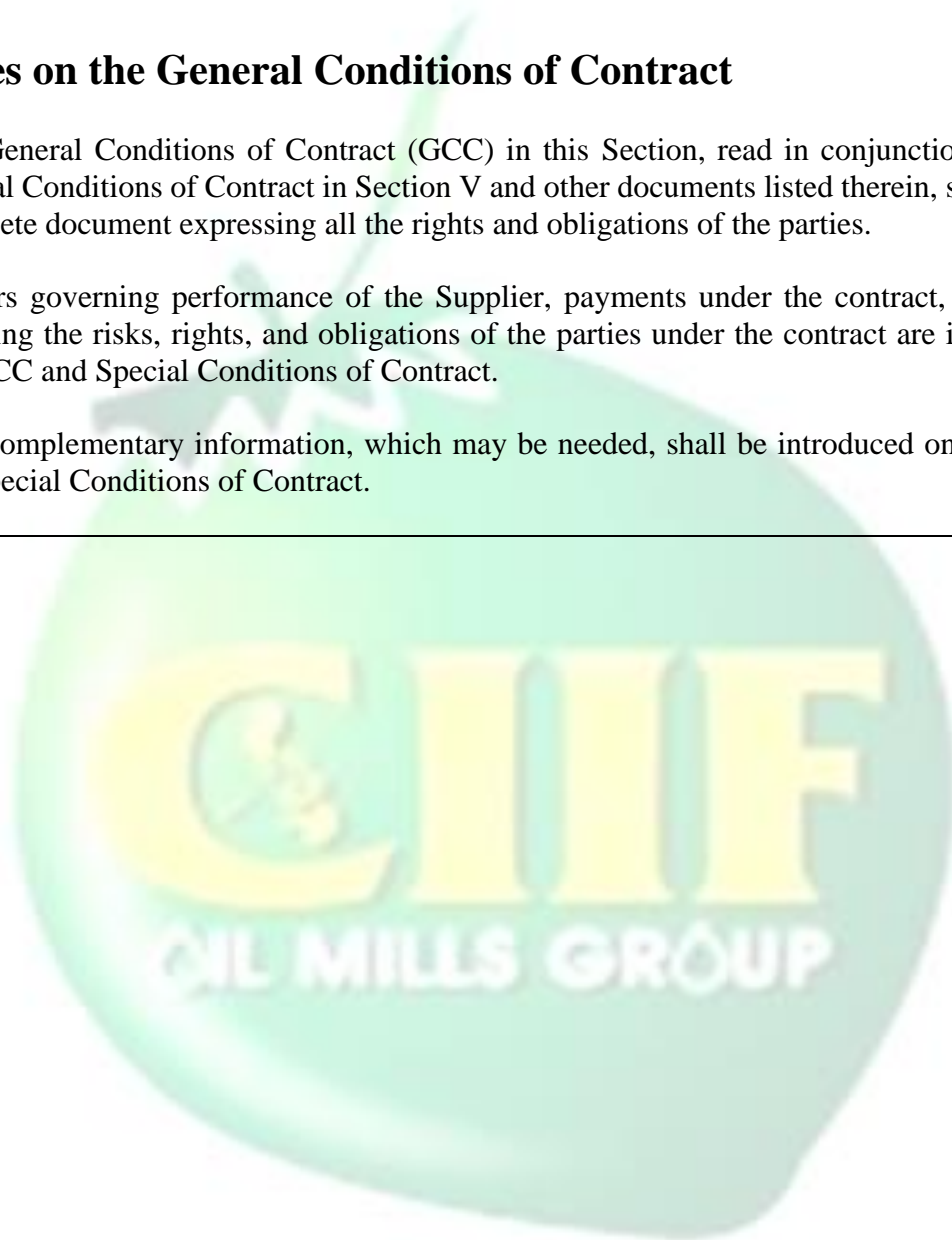 es on the General Conditions of Contract
General Conditions of Contract (GCC) in this Section, read in conjunctio
al Conditions of Contract in Section V and other documents listed therein, s
ete document expressing all the rights and obligations of the parties.
rs governing performance of the Supplier, payments under the contract,
ing the risks, rights, and obligations of the parties under the contract are i
CC and Special Conditions of Contract.
omplementary information, which may be needed, shall be introduced on
pecial Conditions of Contract.
CIIF
OIL MILLS GROUP